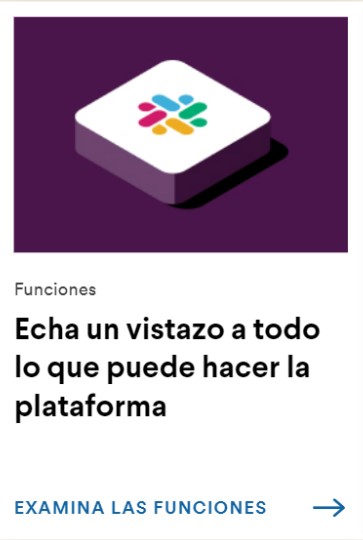 Funciones
Echa un vistazo a todo
lo que puede hacer la
plataforma
EXAMINA LAS FUNCIONES